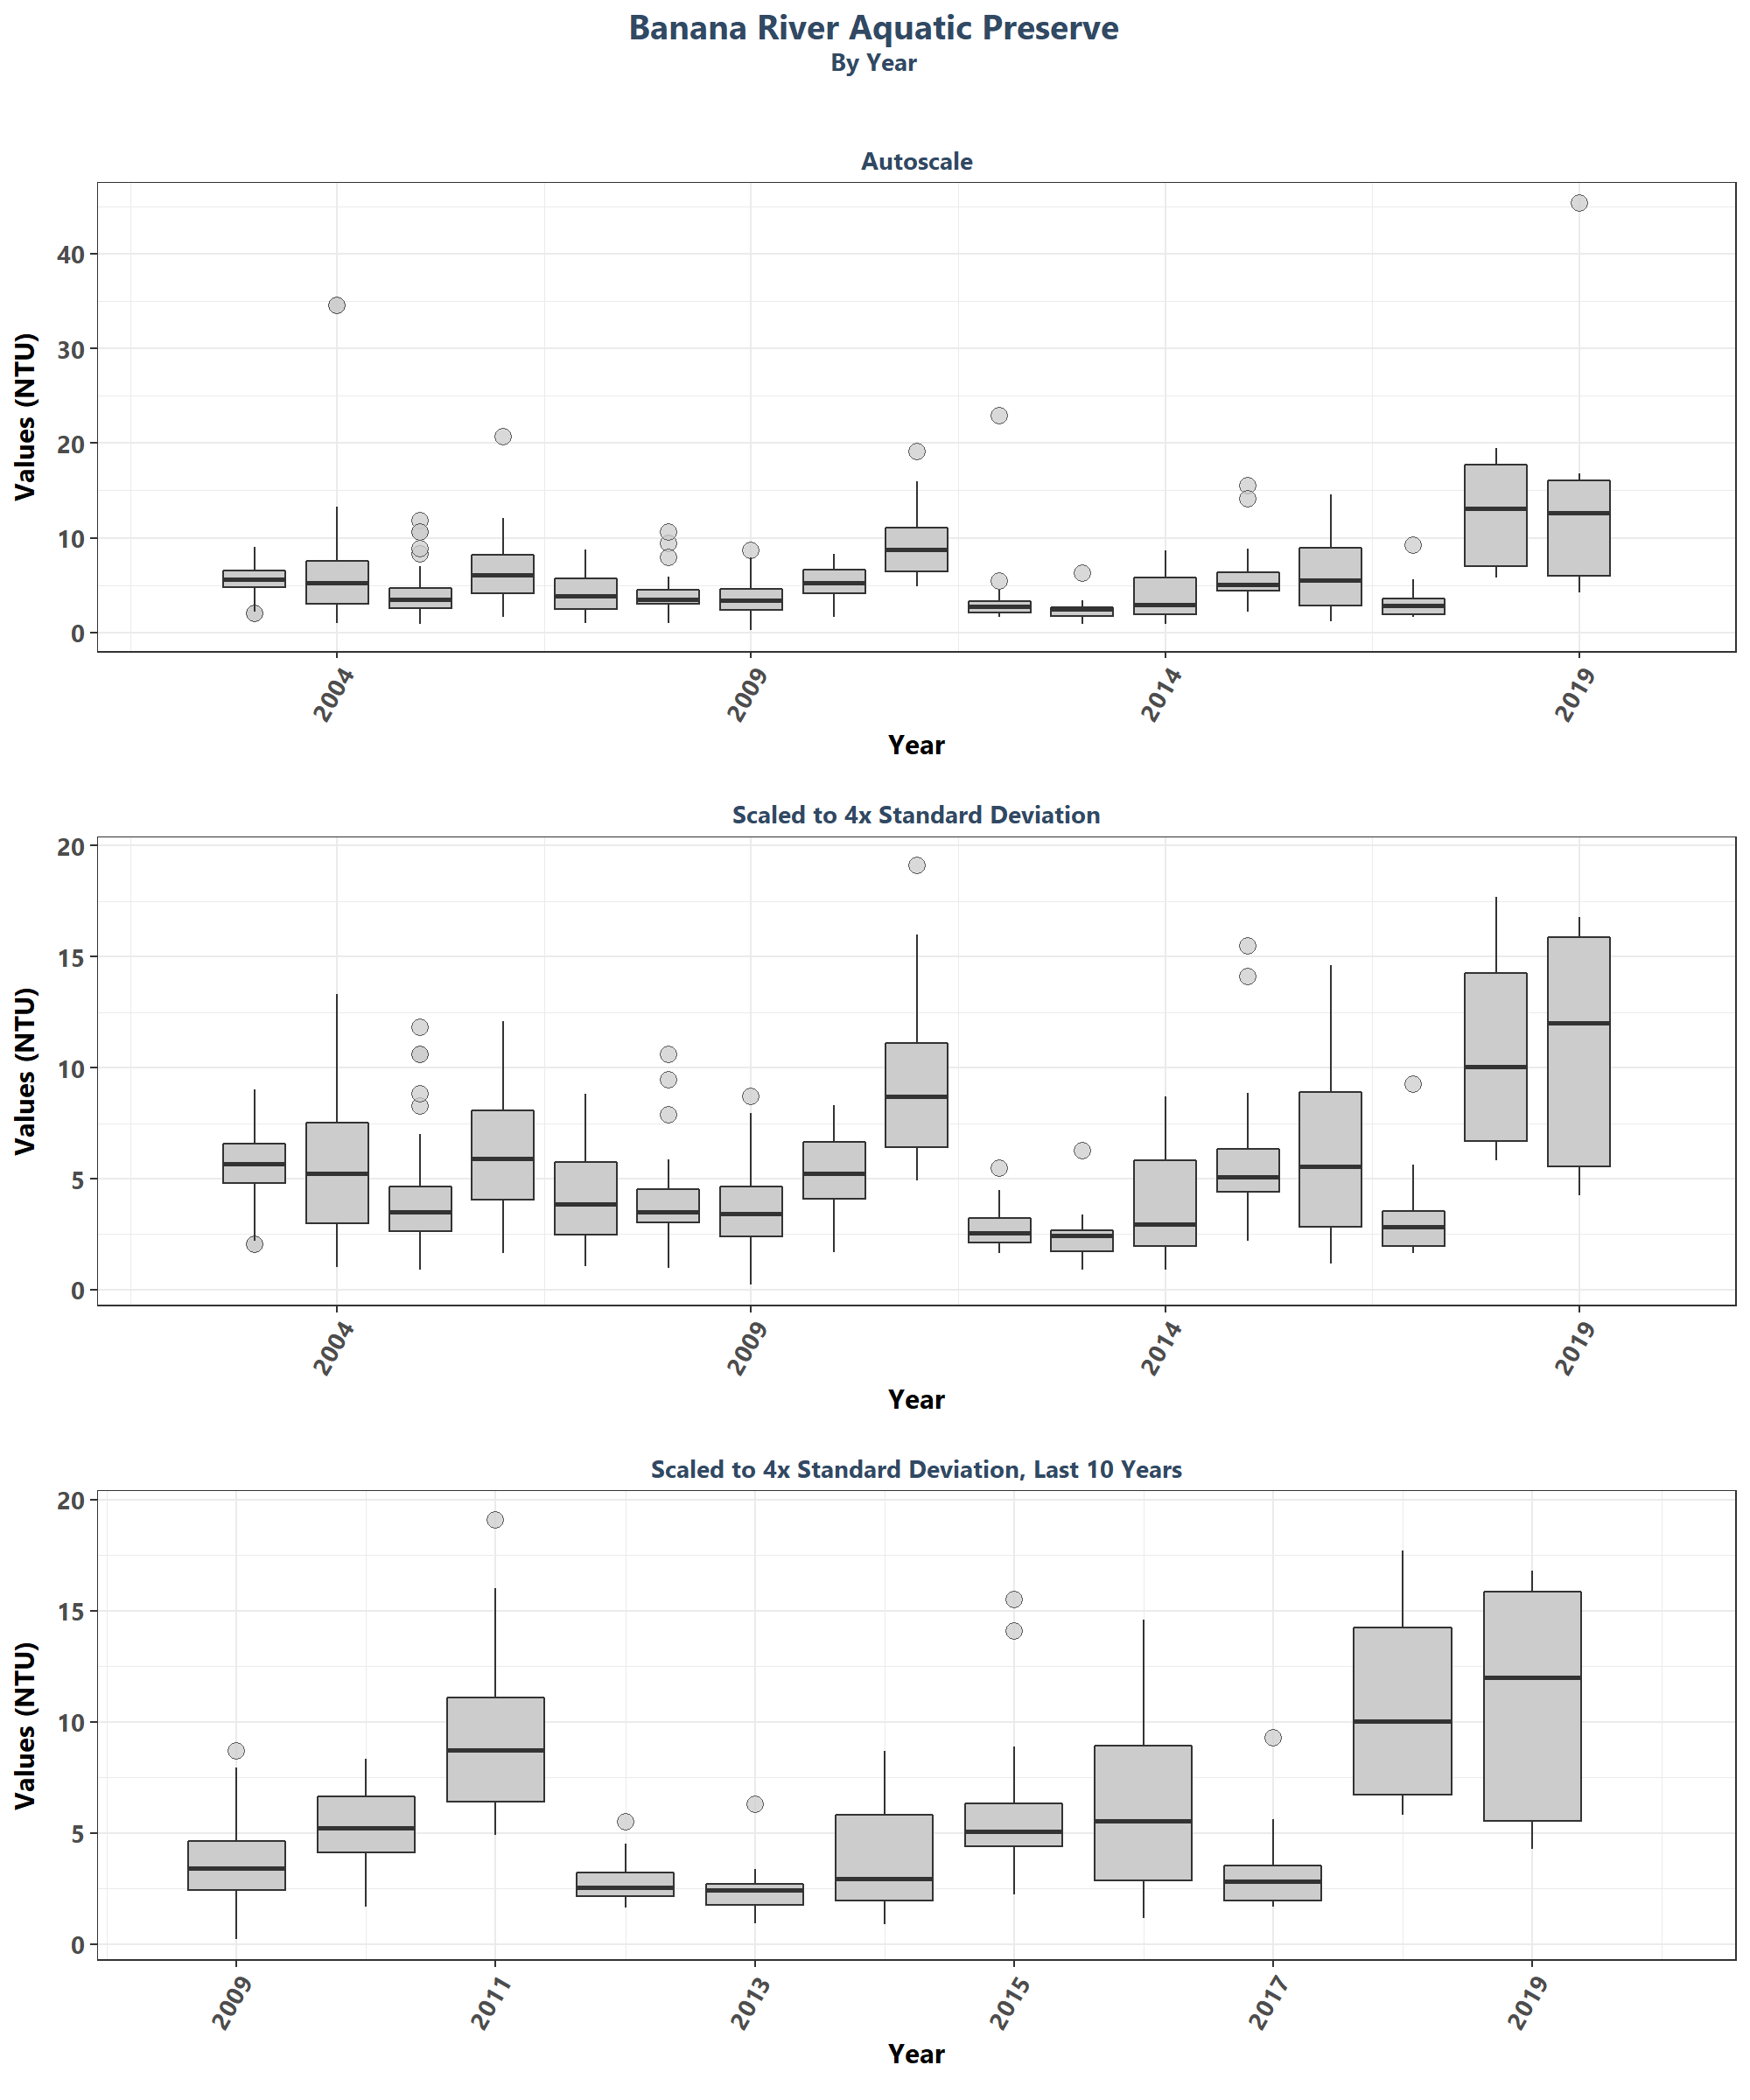 Banana River Aquatic Preserve
By Year
Autoscale
Values (NTU)
40
30
20
10
0
2004
2009
2014
2019
Year
Scaled to 4x Standard Deviation
Values (NTU)
20
15
10
5
0
2004
2009
2014
2019
Year
Scaled to 4x Standard Deviation, Last 10 Years
Values (NTU)
20
15
10
5
0
2009
2011
2013
2015
2017
2019
Year